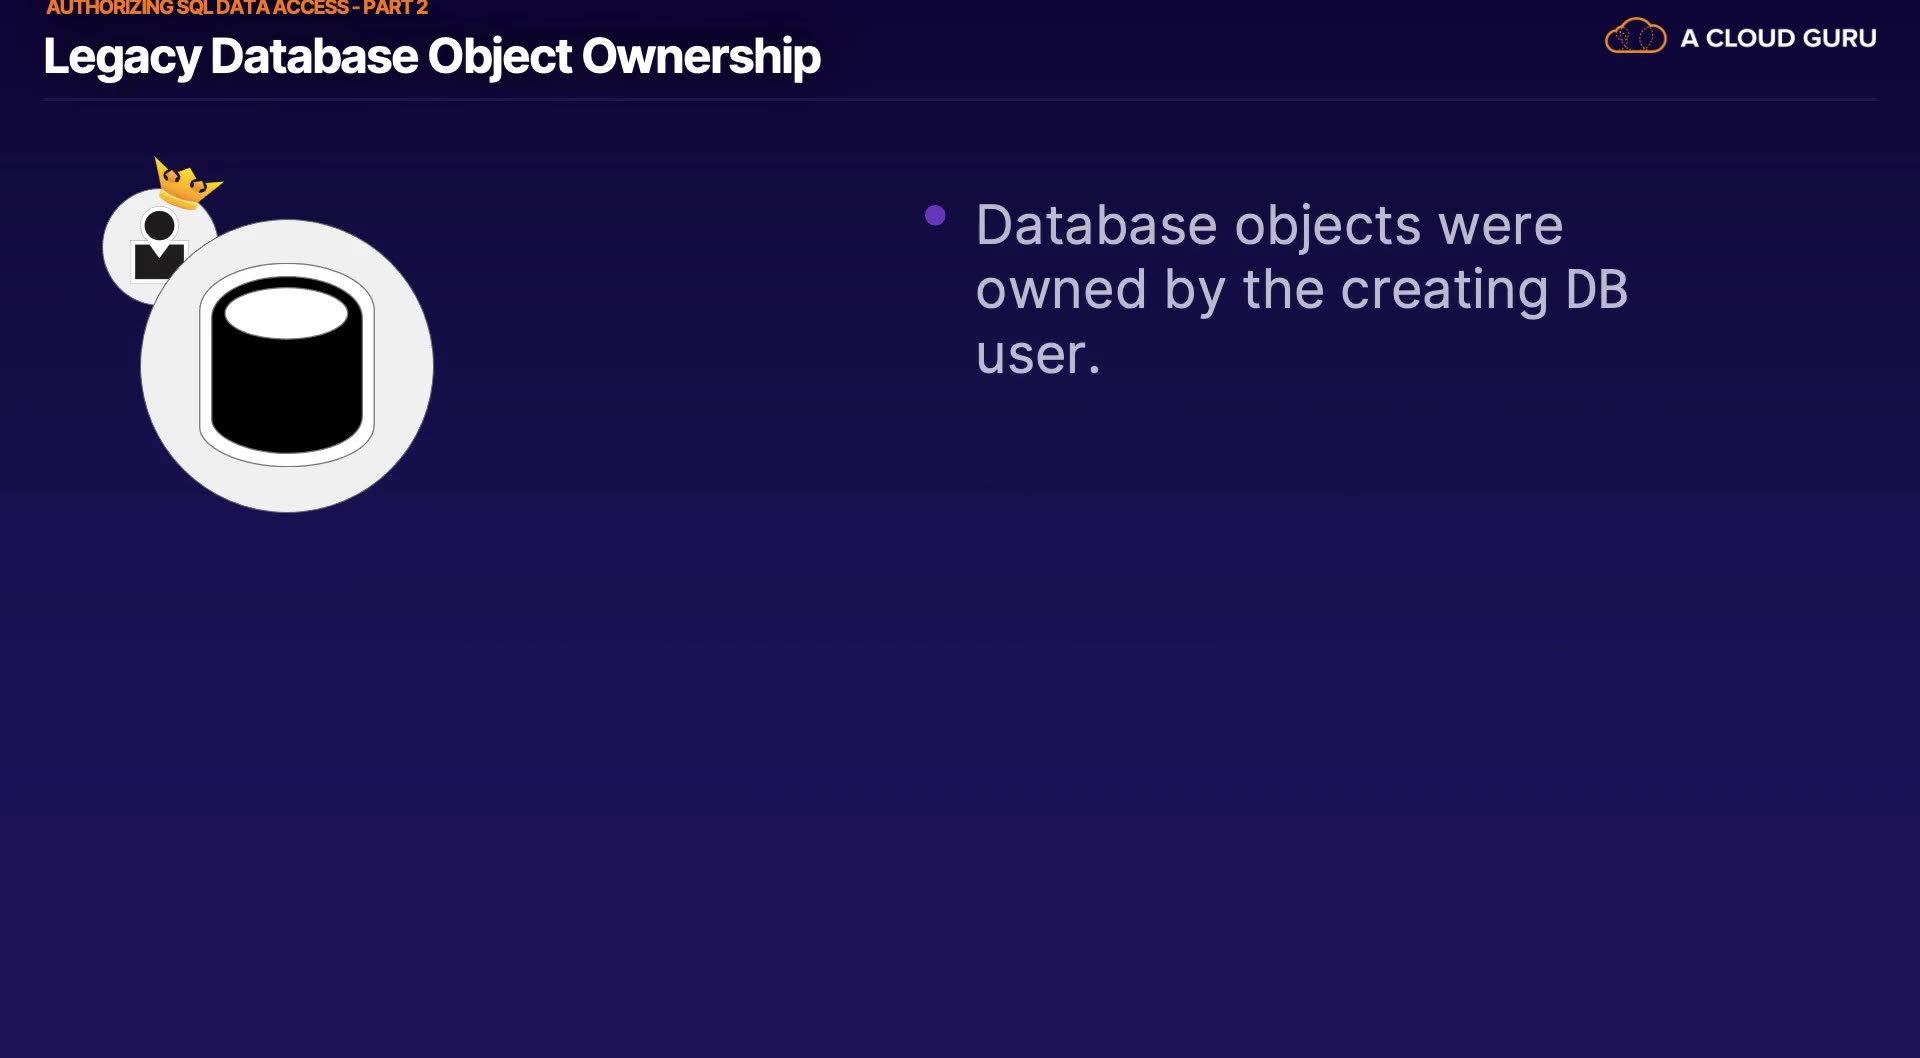 AUTHORIZING SQL DATA ACCESS - PART 2
Legacy Database Object Ownership
A CLOUD GURU
Database objects were
owned by the creating DB
user.